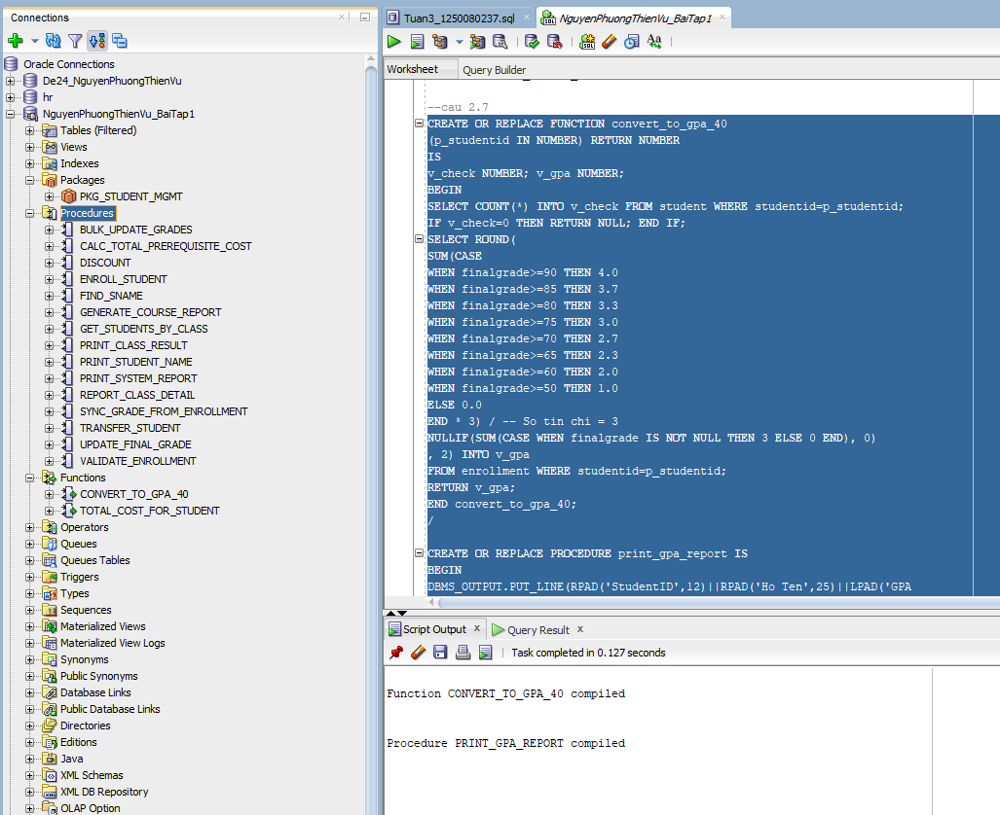 Connections
Oracle Connections
De24_NguyenPhuongThienVu
hr
NguyenPhuongThienVu_BaiTap1
Tables (Filtered)
Views
Indexes
Packages
PKG_STUDENT_MGMT
Procedures
BULK_UPDATE_GRADES
CALC_TOTAL_PREREQUISITE_COST
DISCOUNT
ENROLL_STUDENT
FIND_SNAME
GENERATE_COURSE_REPORT
GET_STUDENTS_BY_CLASS
PRINT_CLASS_RESULT
PRINT_STUDENT_NAME
PRINT_SYSTEM_REPORT
REPORT_CLASS_DETAIL
SYNC_GRADE_FROM_ENROLLMENT
TRANSFER_STUDENT
UPDATE_FINAL_GRADE
VALIDATE_ENROLLMENT
Functions
CONVERT_TO_GPA_40
TOTAL_COST_FOR_STUDENT
Operators
Queues
Queues Tables
Triggers
Types
Sequences
Materialized Views
Materialized View Logs
Synonyms
Public Synonyms
Database Links
Public Database Links
Directories
Editions
Java
XML Schemas
XML DB Repository
OLAP Option
Tuan3_1250080237.sql
NguyenPhuongThienVu_BaiTap1
Worksheet
Query Builder
--cau 2.7
CREATE OR REPLACE FUNCTION convert_to_gpa_40
(p_studentid IN NUMBER) RETURN NUMBER
IS
v_check NUMBER; v_gpa NUMBER;
BEGIN
SELECT COUNT(*) INTO v_check FROM student WHERE studentid=p_studentid;
IF v_check=0 THEN RETURN NULL; END IF;
SELECT ROUND(
SUM(CASE
WHEN finalgrade>=90 THEN 4.0
WHEN finalgrade>=85 THEN 3.7
WHEN finalgrade>=80 THEN 3.3
WHEN finalgrade>=75 THEN 3.0
WHEN finalgrade>=70 THEN 2.7
WHEN finalgrade>=65 THEN 2.3
WHEN finalgrade>=60 THEN 2.0
WHEN finalgrade>=50 THEN 1.0
ELSE 0.0
END * 3) / -- So tin chi = 3
NULLIF(SUM(CASE WHEN finalgrade IS NOT NULL THEN 3 ELSE 0 END), 0)
, 2) INTO v_gpa
FROM enrollment WHERE studentid=p_studentid;
RETURN v_gpa;
END convert_to_gpa_40;
/
CREATE OR REPLACE PROCEDURE print_gpa_report IS
BEGIN
DBMS_OUTPUT.PUT_LINE(RPAD('StudentID',12)||RPAD('Ho Ten',25)||LPAD('GPA
Script Output
Query Result
Task completed in 0.127 seconds
Function CONVERT_TO_GPA_40 compiled
Procedure PRINT_GPA_REPORT compiled